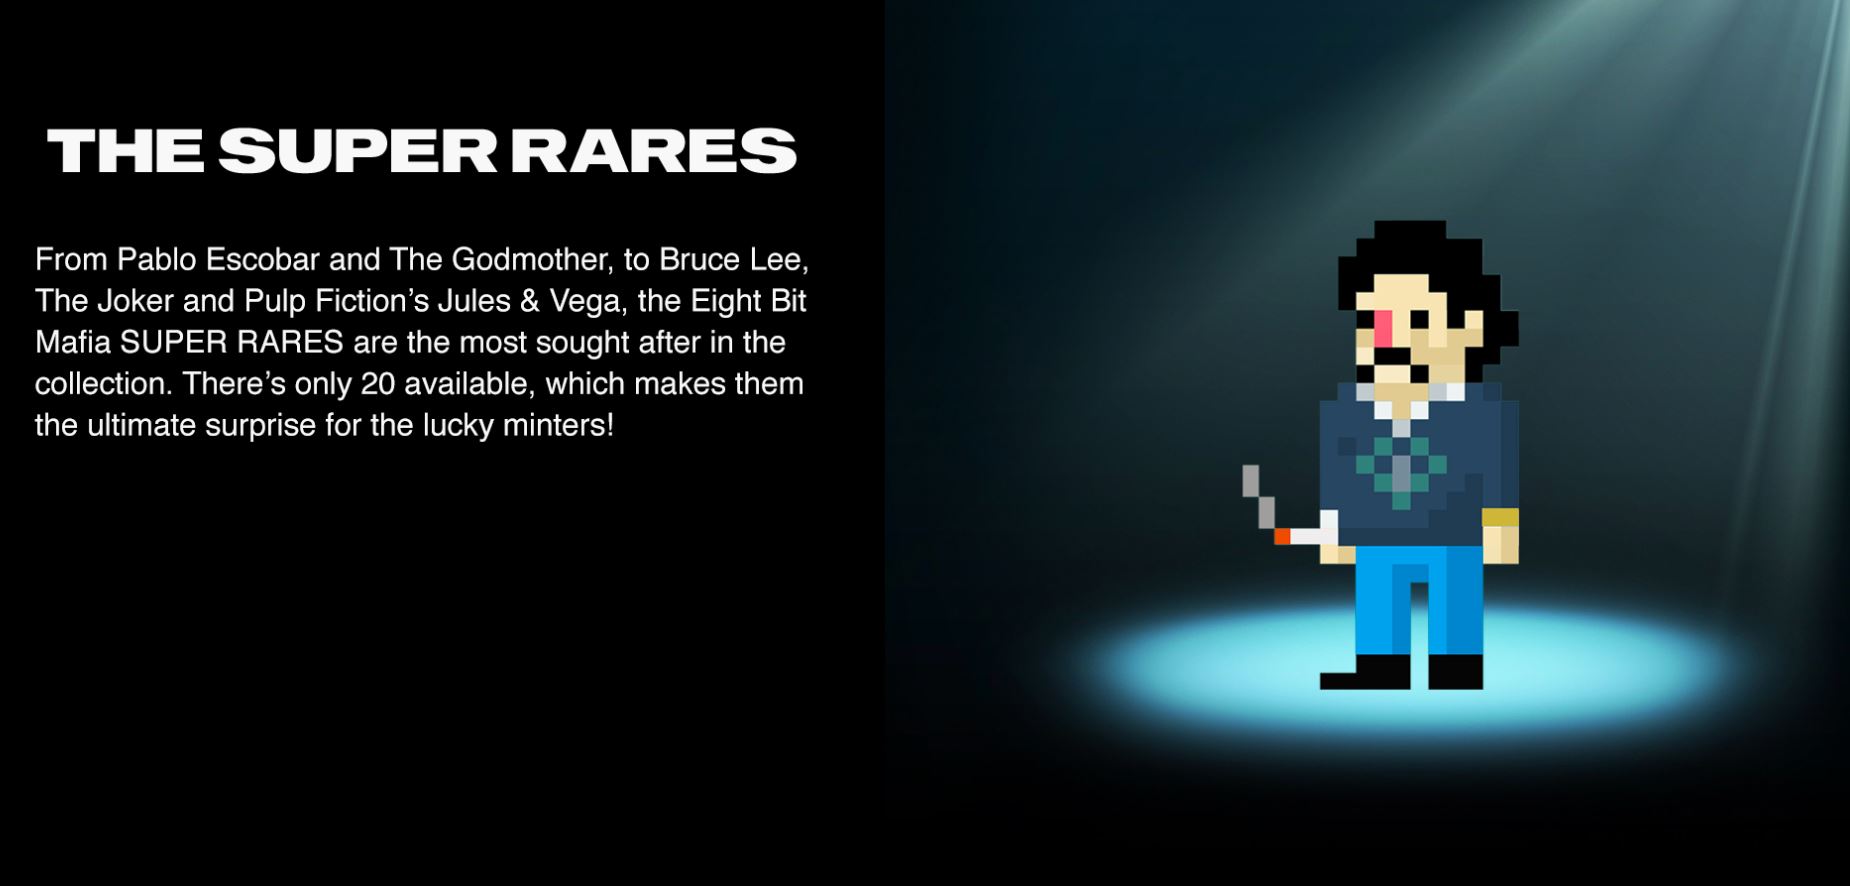 THE SUPER RARES
From Pablo Escobar and The Godmother, to Bruce Lee,
The Joker and Pulp Fiction’s Jules & Vega, the Eight Bit
Mafia SUPER RARES are the most sought after in the
collection. There’s only 20 available, which makes them
the ultimate surprise for the lucky minters!